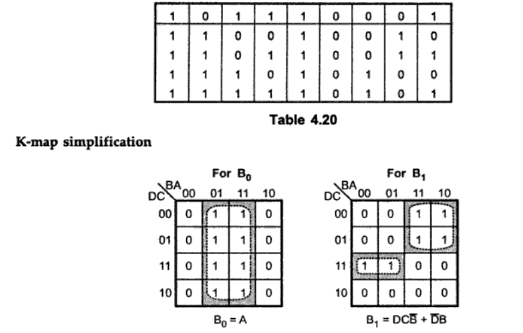 1 0 1 1 1 0 0 0 1
1 1 0 0 1 0 0 1 0
1 1 0 1 1 0 0 1 1
1 1 1 0 1 0 1 0 0
1 1 1 1 1 0 1 0 1
Table 4.20
K-map simplification
For B₀
BA
DC 00 01 11 10
00 0 1 1 0
01 0 1 1 0
11 0 1 1 0
10 0 1 1 0
B₀ = A
For B₁
BA
DC 00 01 11 10
00 0 0 1 1
01 0 0 1 1
11 1 1 0 0
10 0 0 0 0
B₁ = DCB̅ + D̅B